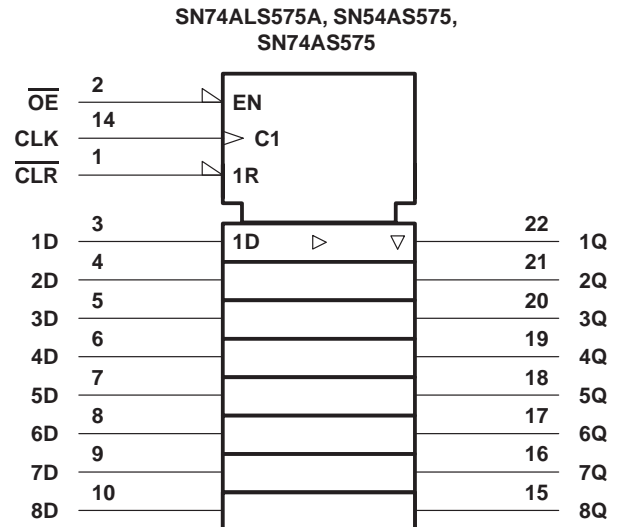 SN74ALS575A, SN54AS575,
SN74AS575
OE 2 EN
CLK 14 C1
CLR 1 1R
1D 3 1D 22 1Q
2D 4 21 2Q
3D 5 20 3Q
4D 6 19 4Q
5D 7 18 5Q
6D 8 17 6Q
7D 9 16 7Q
8D 10 15 8Q